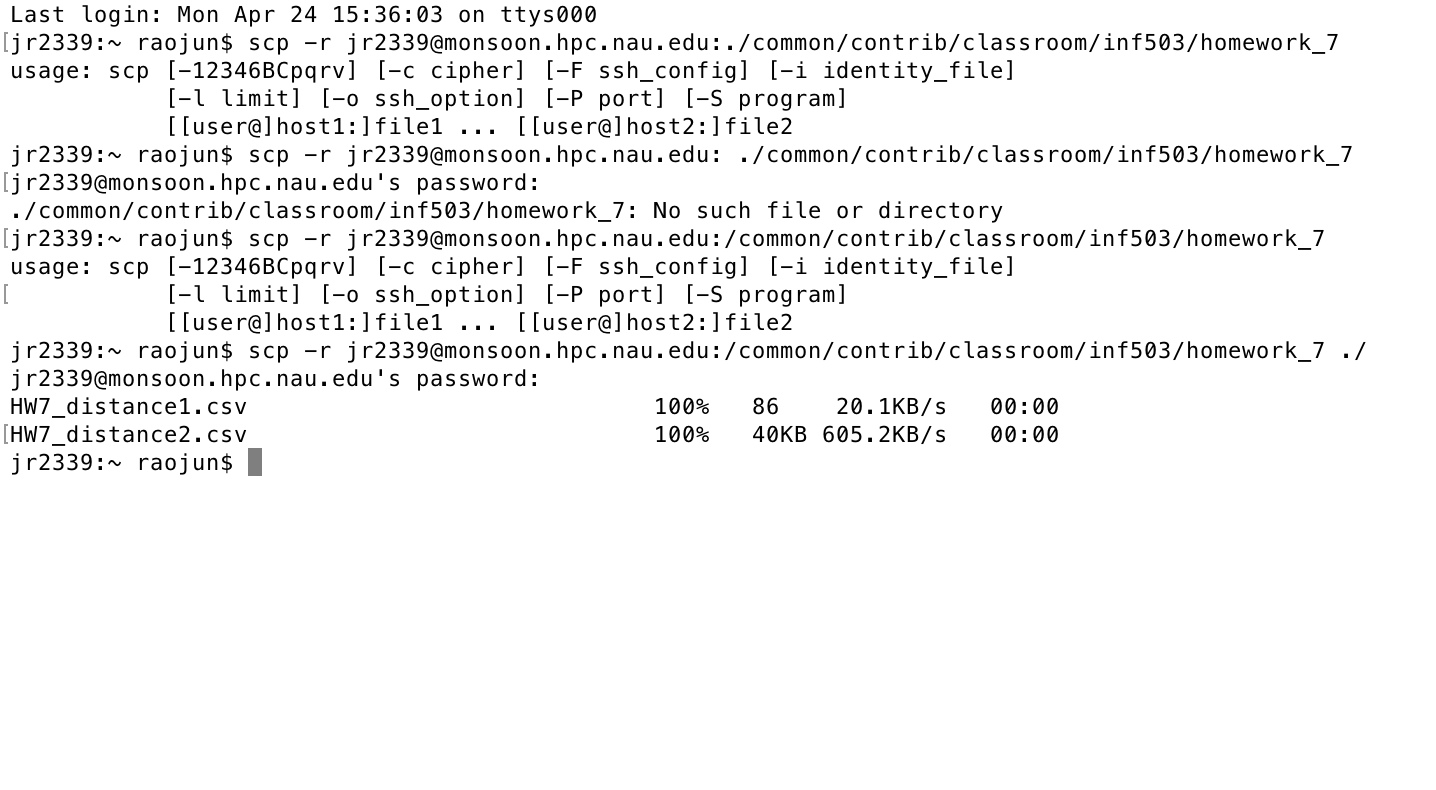 Last login: Mon Apr 24 15:36:03 on ttys000
[jr2339:~ raojun$ scp -r jr2339@monsoon.hpc.nau.edu:./common/contrib/classroom/inf503/homework_7
usage: scp [-12346BCpqrv] [-c cipher] [-F ssh_config] [-i identity_file]
           [-l limit] [-o ssh_option] [-P port] [-S program]
           [[user@]host1:]file1 ... [[user@]host2:]file2
jr2339:~ raojun$ scp -r jr2339@monsoon.hpc.nau.edu: ./common/contrib/classroom/inf503/homework_7
[jr2339@monsoon.hpc.nau.edu's password:
./common/contrib/classroom/inf503/homework_7: No such file or directory
[jr2339:~ raojun$ scp -r jr2339@monsoon.hpc.nau.edu:/common/contrib/classroom/inf503/homework_7
usage: scp [-12346BCpqrv] [-c cipher] [-F ssh_config] [-i identity_file]
[           [-l limit] [-o ssh_option] [-P port] [-S program]
           [[user@]host1:]file1 ... [[user@]host2:]file2
jr2339:~ raojun$ scp -r jr2339@monsoon.hpc.nau.edu:/common/contrib/classroom/inf503/homework_7 ./
jr2339@monsoon.hpc.nau.edu's password:
HW7_distance1.csv                             100%   86    20.1KB/s   00:00
[HW7_distance2.csv                             100%   40KB 605.2KB/s   00:00
jr2339:~ raojun$